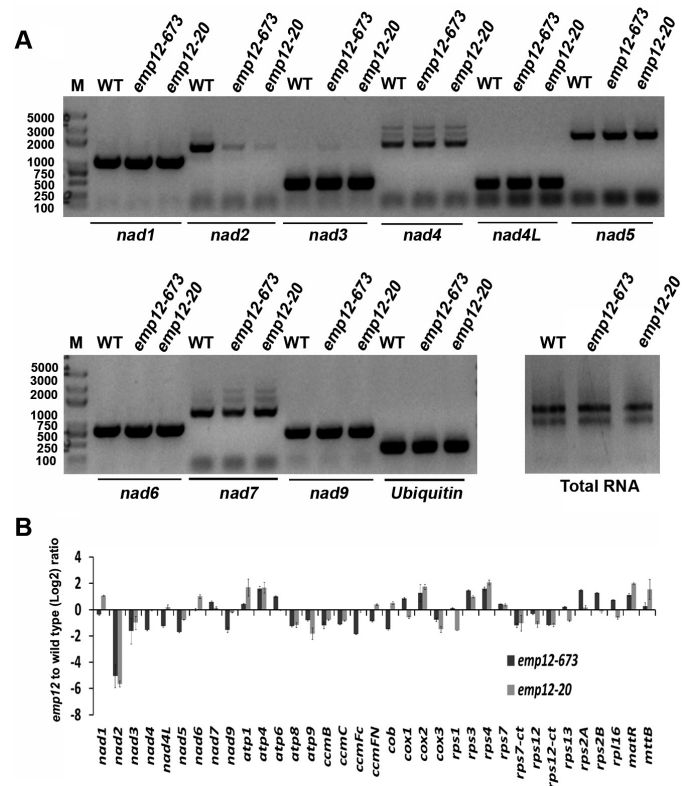 A
M WT emp12-673 emp12-20 WT emp12-673 emp12-20 WT emp12-673 emp12-20 WT emp12-673 emp12-20 WT emp12-673 emp12-20 WT emp12-673 emp12-20
5000
3000
2000
1000
750
500
250
100
nad1 nad2 nad3 nad4 nad4L nad5
M WT emp12-673 emp12-20 WT emp12-673 emp12-20 WT emp12-673 emp12-20 WT emp12-673 emp12-20 WT emp12-673 emp12-20
5000
3000
2000
1000
750
500
250
100
nad6 nad7 nad9 Ubiquitin
Total RNA
B
emp12 to wild type (Log2) ratio
4
2
0
-2
-4
-6
-8
emp12-673
emp12-20
nad1 nad2 nad3 nad4 nad4L nad5 nad6 nad7 nad9 atp1 atp4 atp6 atp8 atp9 ccmB ccmC ccmFc ccmFN cob cox1 cox2 cox3 rps1 rps3 rps4 rps7 rps7-ct rps12 rps12-ct rps13 rps2A rps2B rpl16 matR mttB